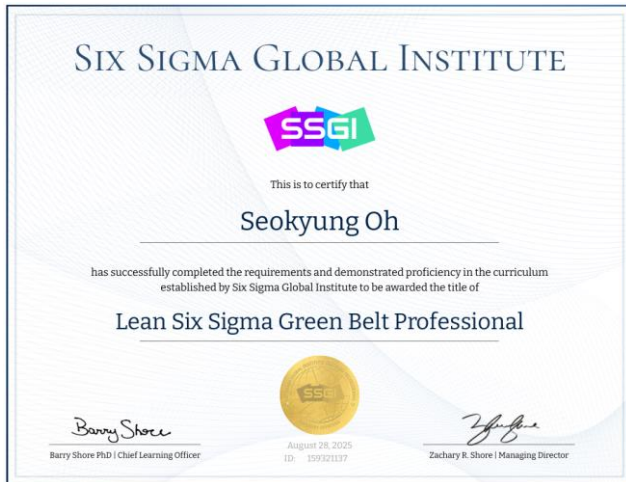 SIX SIGMA GLOBAL INSTITUTE
SSGI
This is to certify that
Seokyung Oh
has successfully completed the requirements and demonstrated proficiency in the curriculum
established by Six Sigma Global Institute to be awarded the title of
Lean Six Sigma Green Belt Professional
SSGI
Barry Shore
Barry Shore PhD | Chief Learning Officer
August 28, 2025
ID: 159321137
Zachary R. Shore | Managing Director